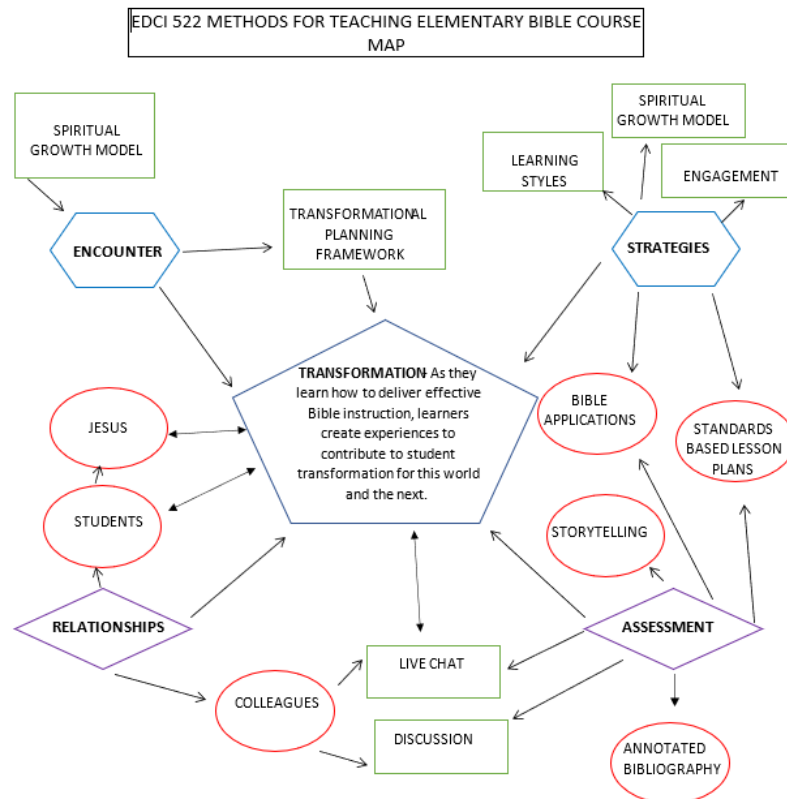 EDCI 522 METHODS FOR TEACHING ELEMENTARY BIBLE COURSE
MAP
SPIRITUAL
GROWTH MODEL
SPIRITUAL
GROWTH MODEL
LEARNING
STYLES
ENGAGEMENT
TRANSFORMATIONAL
PLANNING
FRAMEWORK
ENCOUNTER
STRATEGIES
TRANSFORMATION- As they
learn how to deliver effective
Bible instruction, learners
create experiences to
contribute to student
transformation for this world
and the next.
JESUS
STUDENTS
BIBLE
APPLICATIONS
STANDARDS
BASED LESSON
PLANS
STORYTELLING
RELATIONSHIPS
ASSESSMENT
COLLEAGUES
LIVE CHAT
DISCUSSION
ANNOTATED
BIBLIOGRAPHY